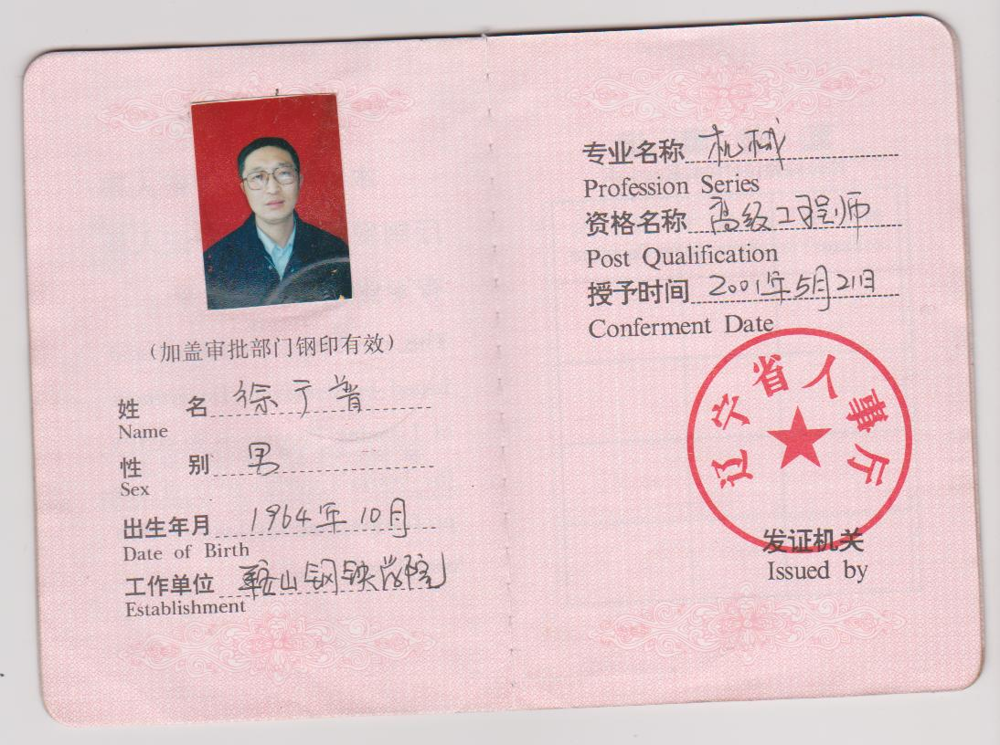 （加盖审批部门钢印有效）
姓 名 徐 普
Name
性 别 男
Sex
出生年月 1964年10月
Date of Birth
工作单位 鞍山钢铁学院
Establishment
专业名称 机械
Profession Series
资格名称 高级工程师
Post Qualification
授予时间 2001年5月21日
Conferment Date
辽宁省人事厅
发证机关
Issued by